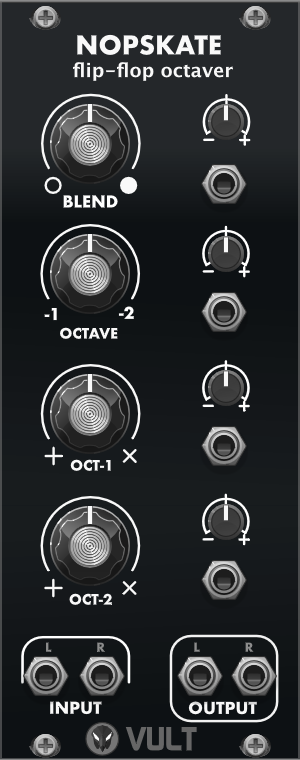 NOPSKATE
flip-flop octaver
BLEND
- +
-1 -2
OCTAVE
- +
+ OCT-1 ×
- +
+ OCT-2 ×
- +
L R L R
INPUT OUTPUT
VULT